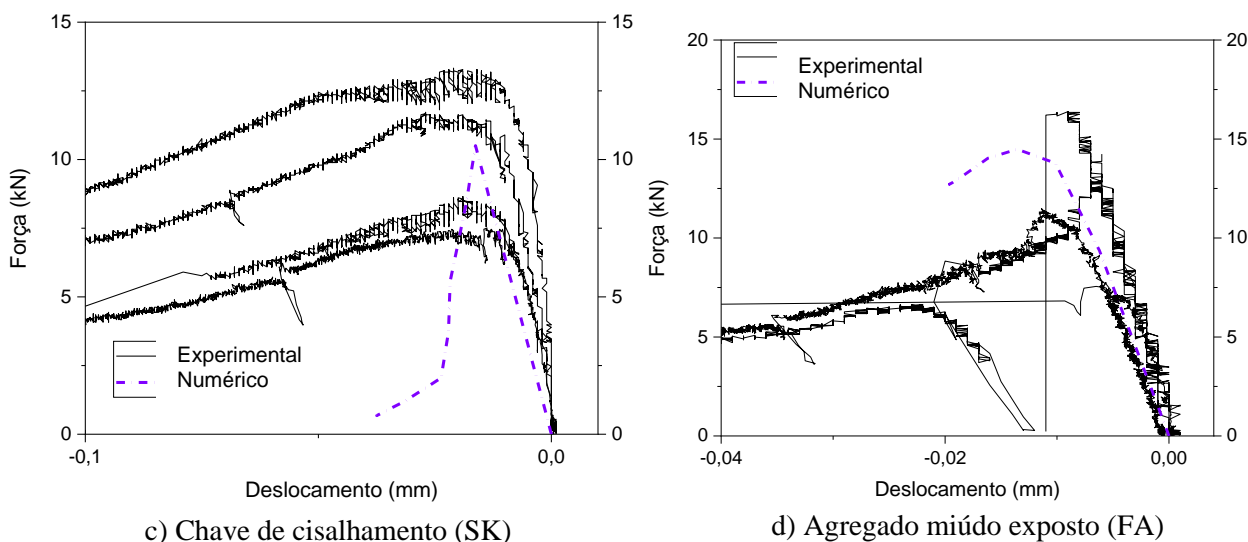 15
10
5
0
15
10
5
0
-0,1
0,0
Força (kN)
Deslocamento (mm)
Experimental
Numérico
c) Chave de cisalhamento (SK)
20
15
10
5
0
20
15
10
5
0
-0,04
-0,02
0,00
Força (kN)
Deslocamento (mm)
Experimental
Numérico
d) Agregado miúdo exposto (FA)